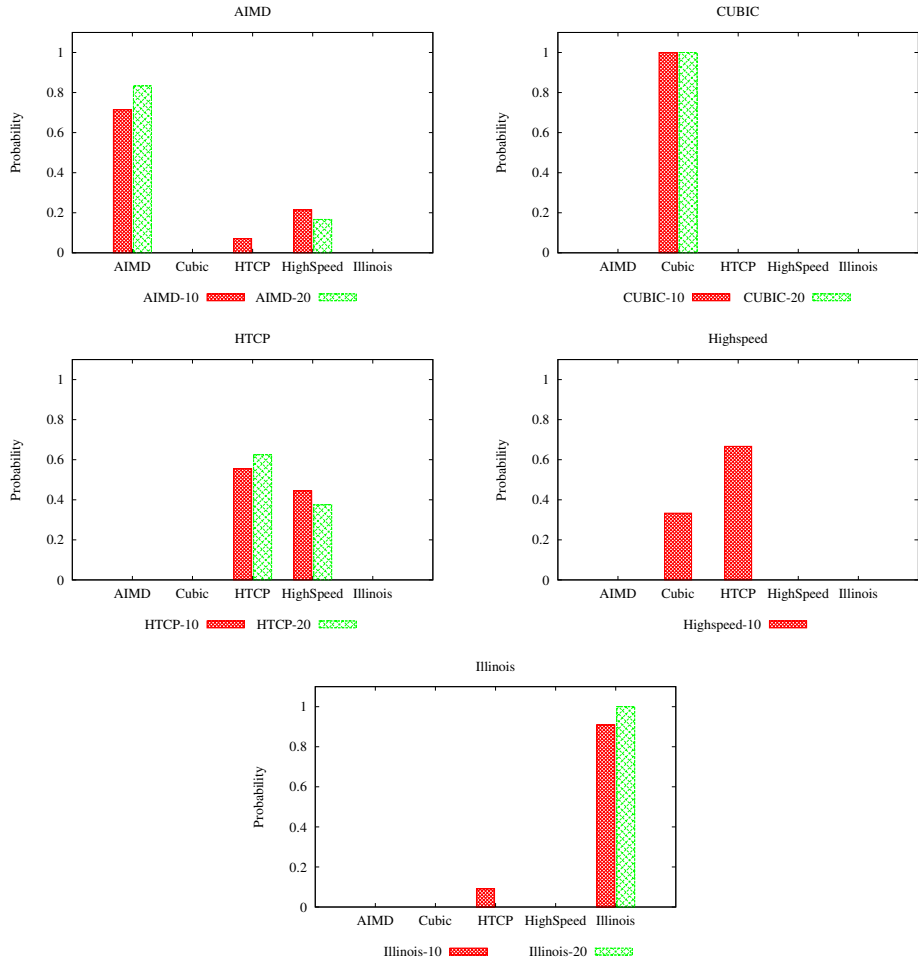 AIMD
Probability
1
0.8
0.6
0.4
0.2
0
AIMD Cubic HTCP HighSpeed Illinois
AIMD-10 AIMD-20
CUBIC
Probability
1
0.8
0.6
0.4
0.2
0
AIMD Cubic HTCP HighSpeed Illinois
CUBIC-10 CUBIC-20
HTCP
Probability
1
0.8
0.6
0.4
0.2
0
AIMD Cubic HTCP HighSpeed Illinois
HTCP-10 HTCP-20
Highspeed
Probability
1
0.8
0.6
0.4
0.2
0
AIMD Cubic HTCP HighSpeed Illinois
Highspeed-10
Illinois
Probability
1
0.8
0.6
0.4
0.2
0
AIMD Cubic HTCP HighSpeed Illinois
Illinois-10 Illinois-20